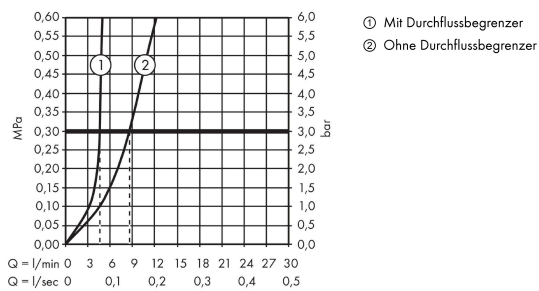 0,60 6,0 ① Mit Durchflussbegrenzer
0,55 5,5 ② Ohne Durchflussbegrenzer
0,50 5,0
0,45 ① ② 4,5
0,40 4,0
0,35 3,5
MPa 0,30 3,0 bar
0,25 2,5
0,20 2,0
0,15 1,5
0,10 1,0
0,05 0,5
0,00 0,0
Q = l/min 0 3 6 9 12 15 18 21 24 27 30
Q = l/sec 0 0,1 0,2 0,3 0,4 0,5